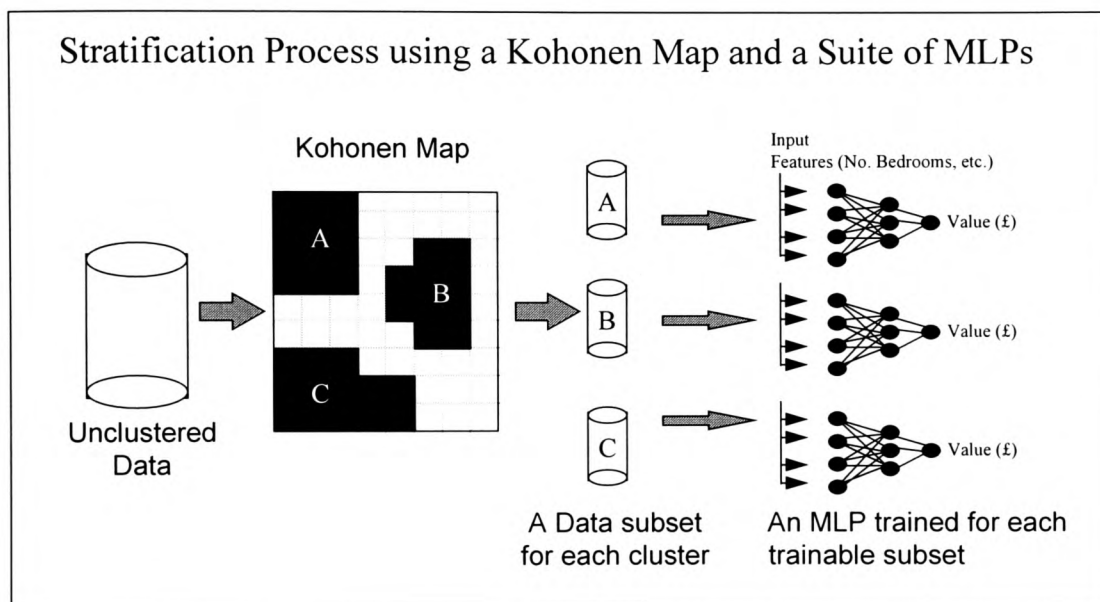 Stratification Process using a Kohonen Map and a Suite of MLPs
Kohonen Map
Input
Features (No. Bedrooms, etc.)
A
A
Value (£)
B
B
Value (£)
C
C
Value (£)
Unclustered
Data
A Data subset
for each cluster
An MLP trained for each
trainable subset